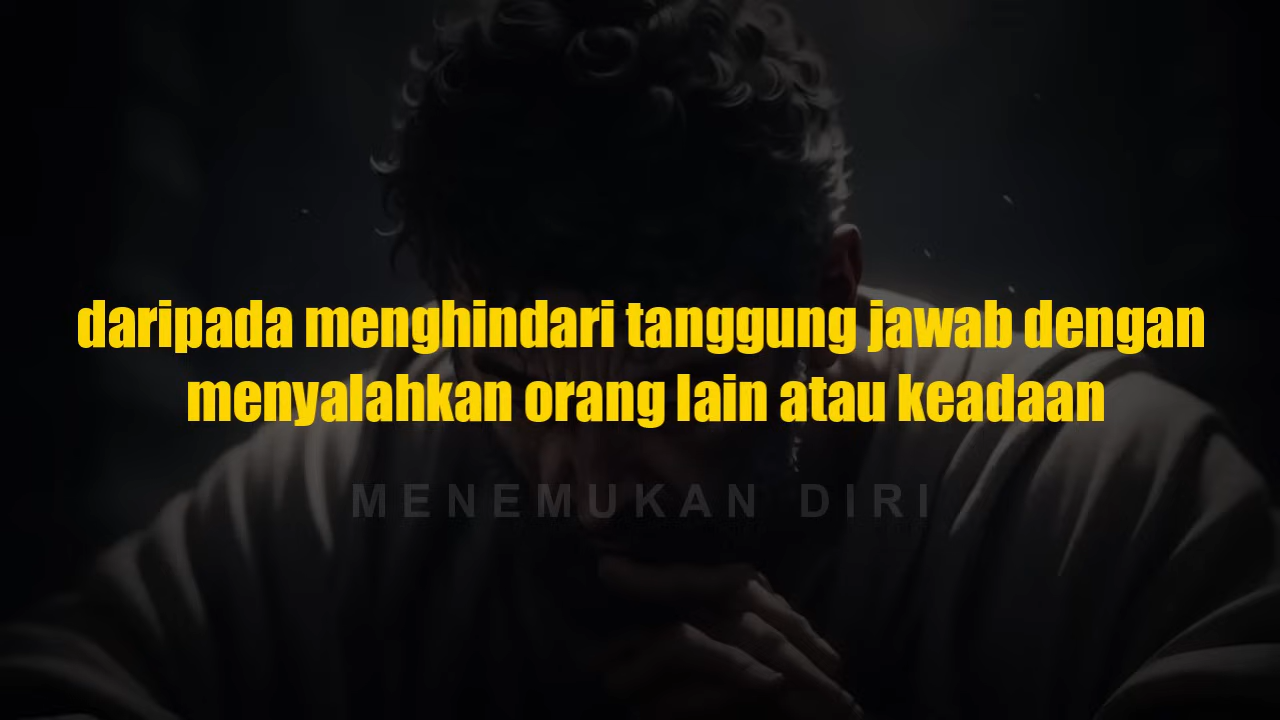 daripada menghindari tanggung jawab dengan
menyalahkan orang lain atau keadaan
MENEMUKAN DIRI